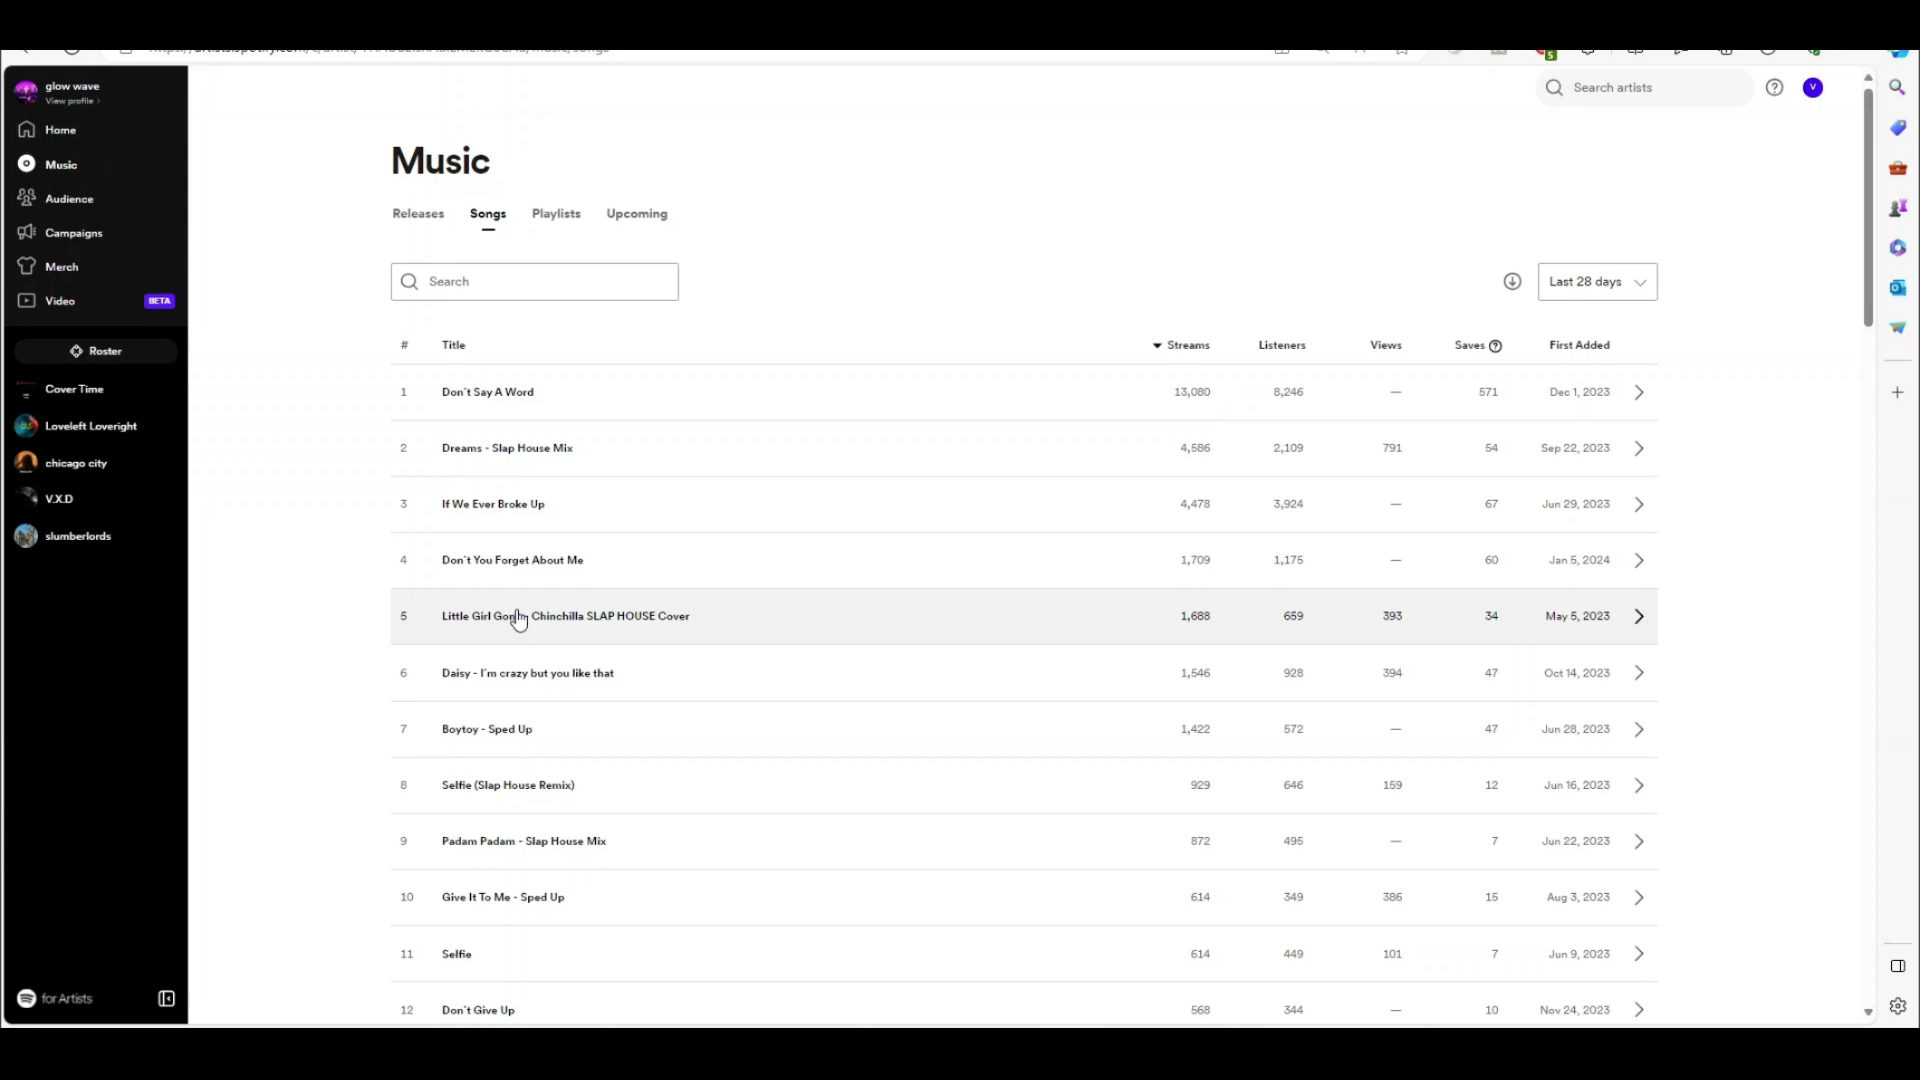 glow wave
View profile
Home
Music
Audience
Campaigns
Merch
Video BETA
Roster
Cover Time
Loveleft Loveright
chicago city
V.X.D
slumberlords
for Artists
Search artists
V
Music
Releases Songs Playlists Upcoming
Search
Last 28 days
# Title Streams Listeners Views Saves First Added
1 Don't Say A Word 13,080 8,246 — 571 Dec 1, 2023
2 Dreams - Slap House Mix 4,586 2,109 791 54 Sep 22, 2023
3 If We Ever Broke Up 4,478 3,924 — 67 Jun 29, 2023
4 Don't You Forget About Me 1,709 1,175 — 60 Jan 5, 2024
5 Little Girl Chinchilla SLAP HOUSE Cover 1,688 659 393 34 May 5, 2023
6 Daisy - I'm crazy but you like that 1,546 928 394 47 Oct 14, 2023
7 Boytoy - Sped Up 1,422 572 — 47 Jun 28, 2023
8 Selfie (Slap House Remix) 929 646 159 12 Jun 16, 2023
9 Padam Padam - Slap House Mix 872 495 — 7 Jun 22, 2023
10 Give It To Me - Sped Up 614 349 386 15 Aug 3, 2023
11 Selfie 614 449 101 7 Jun 9, 2023
12 Don't Give Up 568 344 — 10 Nov 24, 2023